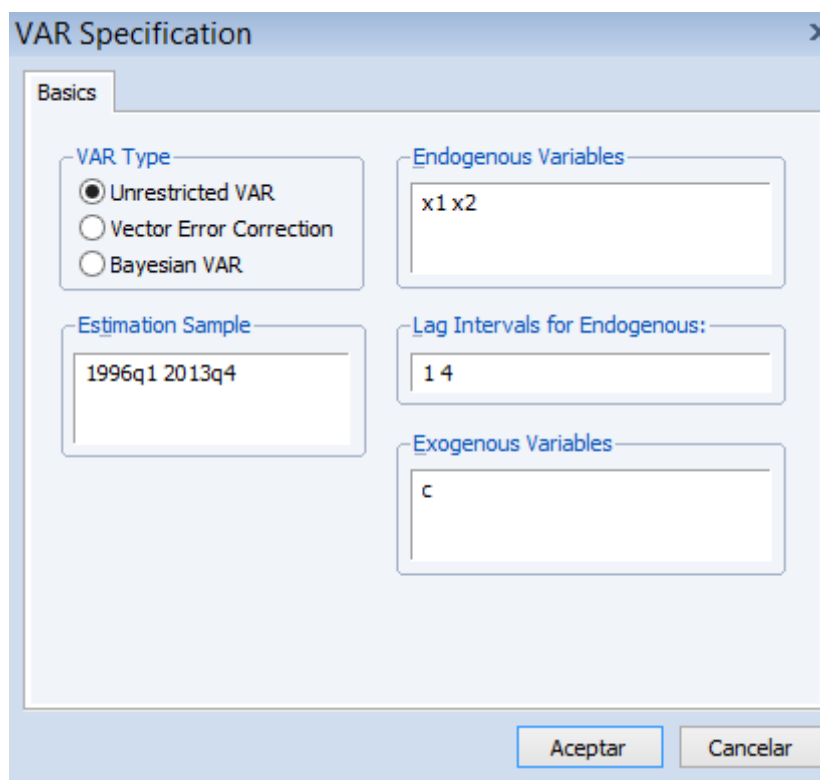 VAR Specification
Basics
VAR Type
Unrestricted VAR
Vector Error Correction
Bayesian VAR
Endogenous Variables
x1 x2
Estimation Sample
1996q1 2013q4
Lag Intervals for Endogenous:
1 4
Exogenous Variables
c
Aceptar
Cancelar